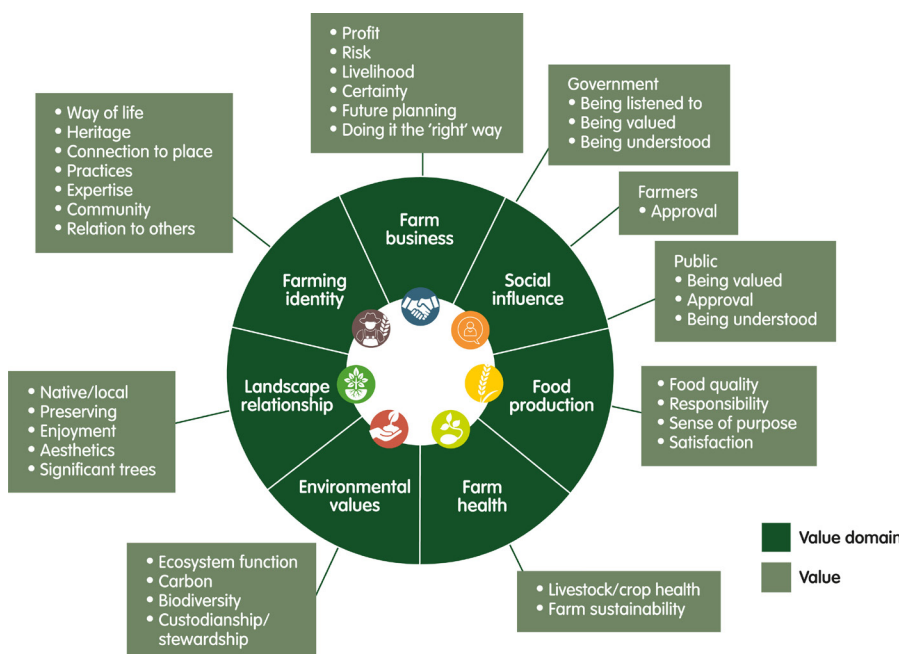 • Profit
• Risk
• Livelihood
• Certainty
• Future planning
• Doing it the ‘right’ way
Government
• Being listened to
• Being valued
• Being understood
• Way of life
• Heritage
• Connection to place
• Practices
• Expertise
• Community
• Relation to others
Farmers
• Approval
Public
• Being valued
• Approval
• Being understood
Farm
business
Farming
identity
Social
influence
Landscape
relationship
Food
production
Environmental
values
Farm
health
• Native/local
• Preserving
• Enjoyment
• Aesthetics
• Significant trees
• Food quality
• Responsibility
• Sense of purpose
• Satisfaction
• Ecosystem function
• Carbon
• Biodiversity
• Custodianship/
stewardship
• Livestock/crop health
• Farm sustainability
Value domain
Value